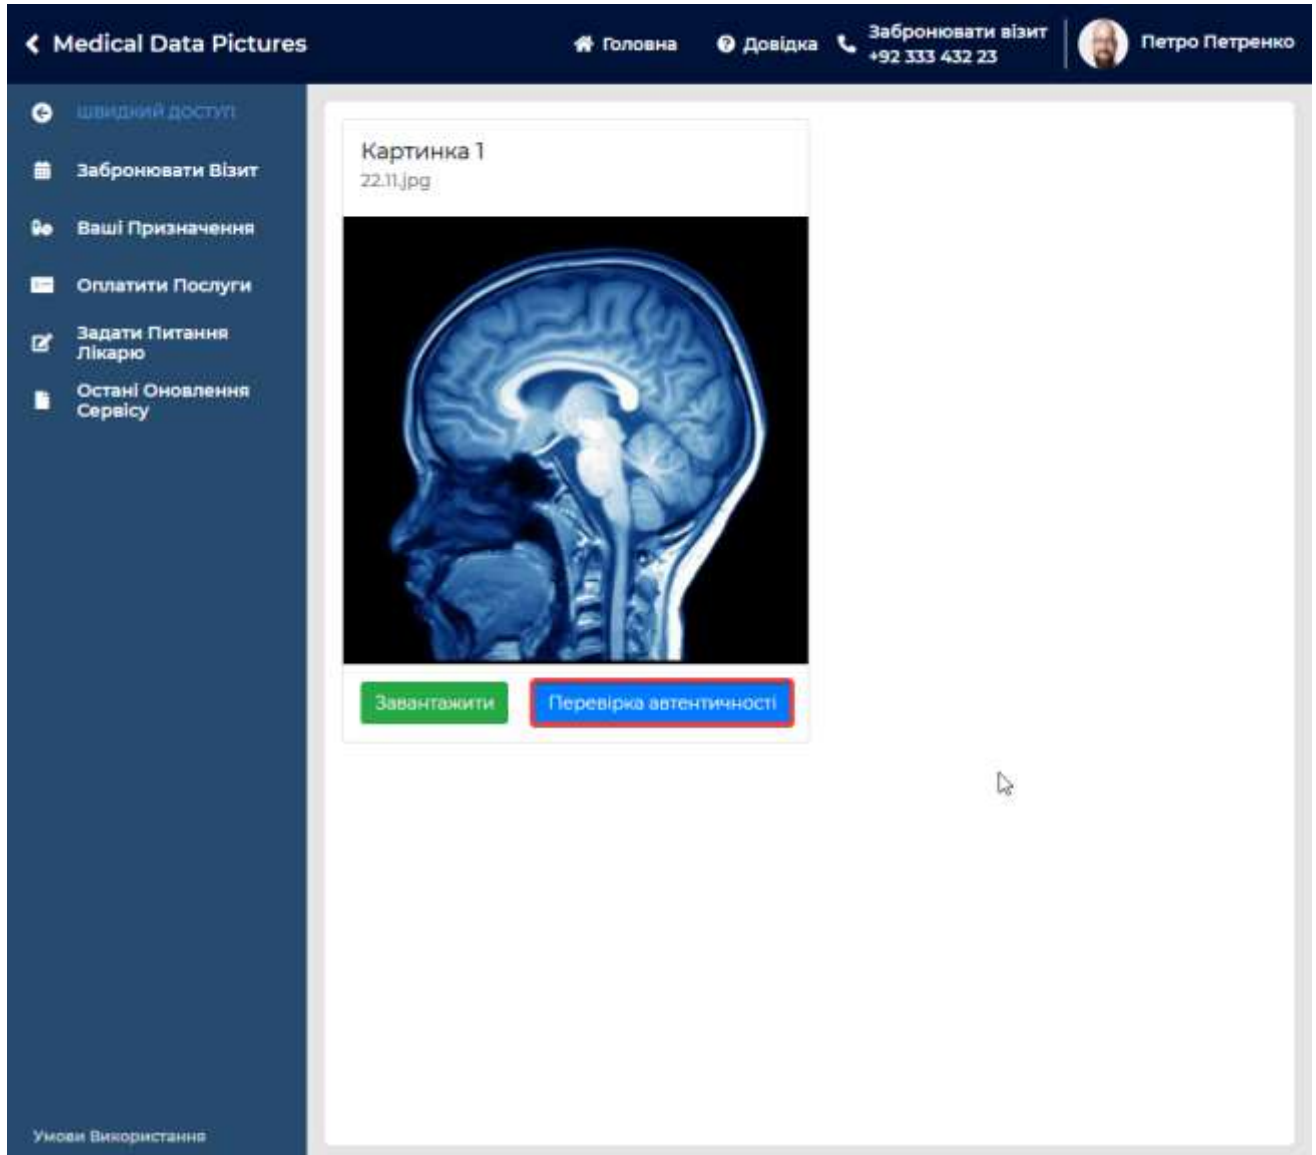 Medical Data Pictures
Головна
Довідка
Забронювати візит
+92 333 432 23
Петро Петренко
ШВИДКИЙ ДОСТУП
Забронювати Візит
Ваші Призначення
Оплатити Послуги
Задати Питання
Лікарю
Остані Оновлення
Сервісу
Картинка 1
22.11.jpg
Завантажити
Перевірка автентичності
Умови Використання